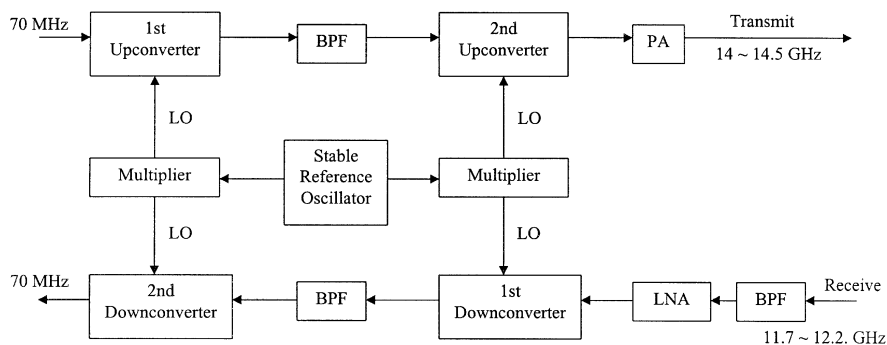 70 MHz
1st
Upconverter
BPF
2nd
Upconverter
PA
Transmit
14 ~ 14.5 GHz
LO
LO
Multiplier
Stable
Reference
Oscillator
Multiplier
LO
LO
70 MHz
2nd
Downconverter
BPF
1st
Downconverter
LNA
BPF
Receive
11.7 ~ 12.2. GHz